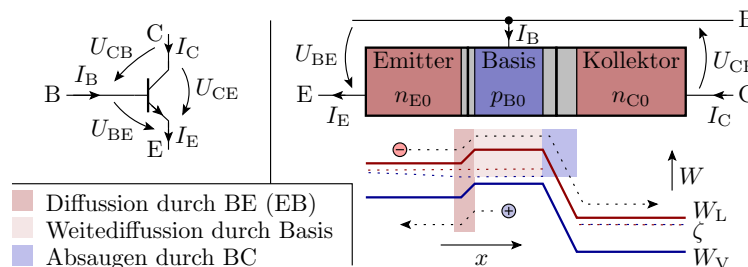 C
U_CB
I_C
I_B
B
U_CE
U_BE
I_E
E
B
I_B
U_BE
Emitter
Basis
Kollektor
U_CB
n_E0
p_B0
n_C0
E
I_E
C
I_C
−
W
+
x
W_L
ζ
W_V
Diffussion durch BE (EB)
Weitediffussion durch Basis
Absaugen durch BC